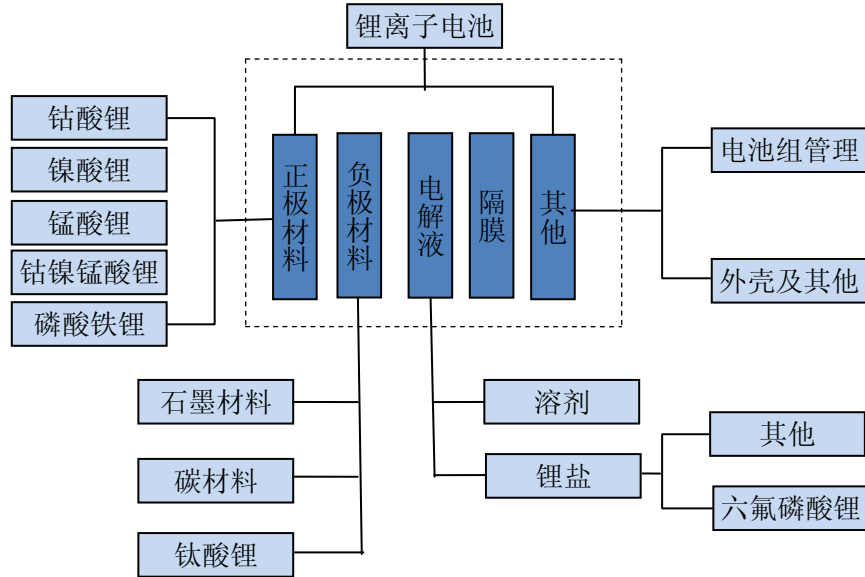 锂离子电池
钴酸锂
镍酸锂
锰酸锂
钴镍锰酸锂
磷酸铁锂
正极材料
负极材料
电解液
隔膜
其他
电池组管理
外壳及其他
石墨材料
碳材料
钛酸锂
溶剂
锂盐
其他
六氟磷酸锂